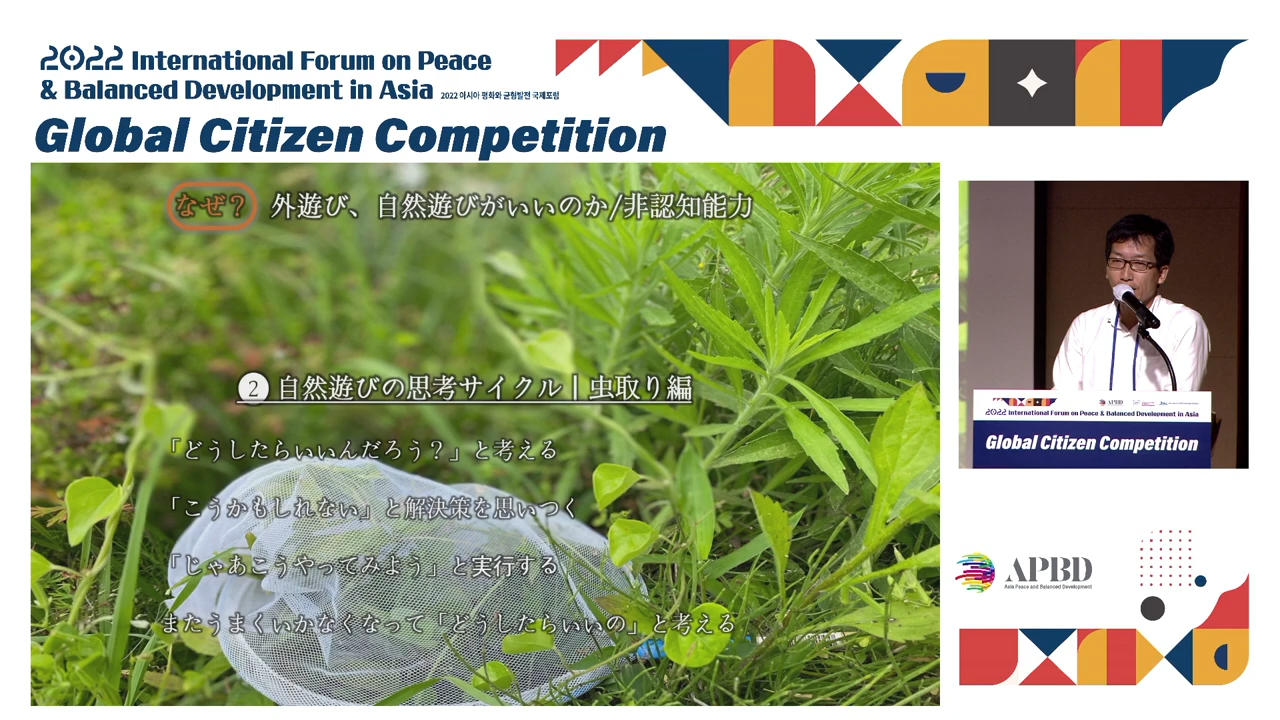 2022 International Forum on Peace
& Balanced Development in Asia 2022 아시아 평화와 균형발전 국제포럼
Global Citizen Competition
なぜ? 外遊び、自然遊びがいいのか/非認知能力
2 自然遊びの思考サイクル|虫取り編
「どうしたらいいんだろう?」と考える
「こうかもしれない」と解決策を思いつく
「じゃあこうやってみよう」と実行する
またうまくいかなくなって「どうしたらいいの」と考える
APBD
2022 International Forum on Peace & Balanced Development in Asia
Global Citizen Competition
APBD
Asia Peace and Balanced Development